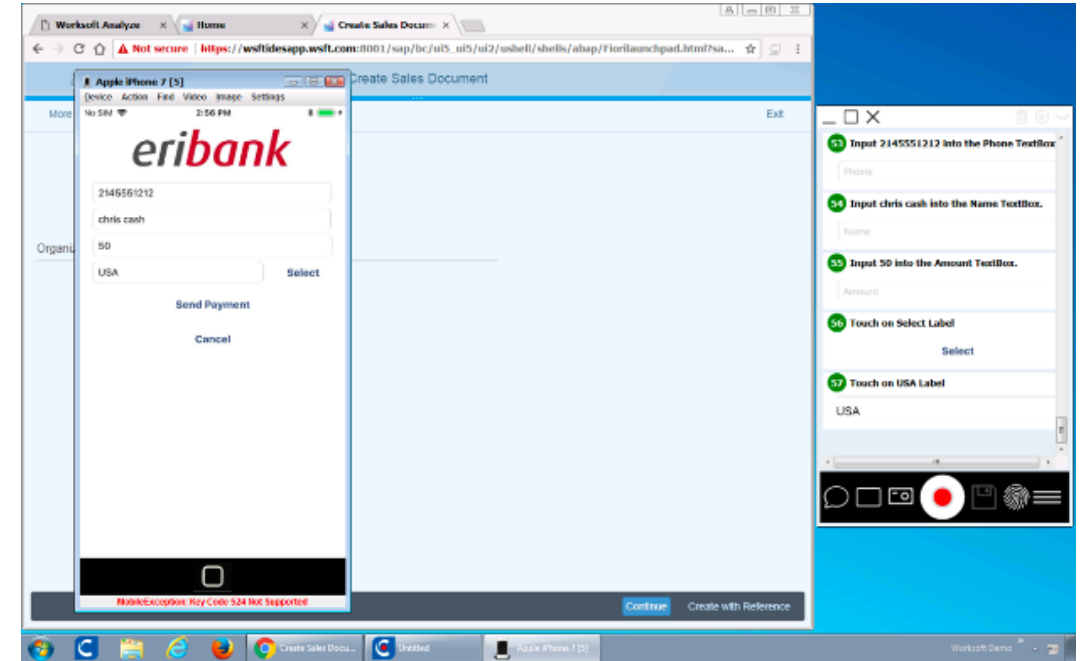 Worksoft Analyze
Home
Create Sales Docum
Not secure | https://wsftidesapp.wsft.com:8001/sap/bc/ui5_ui5/ui2/ushell/shells/abap/Fiorilaunchpad.html?sa...
Create Sales Document
More
Exit
Organiz
Apple iPhone 7 [5]
Device Action Find Video Image Settings
No SIM 2:56 PM
eribank
2145551212
chris cash
50
USA Select
Send Payment
Cancel
MobileException: Key Code 524 Not Supported
Continue Create with Reference
53 Input 2145551212 into the Phone TextBox
Phone
54 Input chris cash into the Name TextBox.
Name
55 Input 50 into the Amount TextBox.
Amount
56 Touch on Select Label
Select
57 Touch on USA Label
USA
Create Sales Docu...
Untitled
Apple iPhone 7 [5]
Worksoft Demo